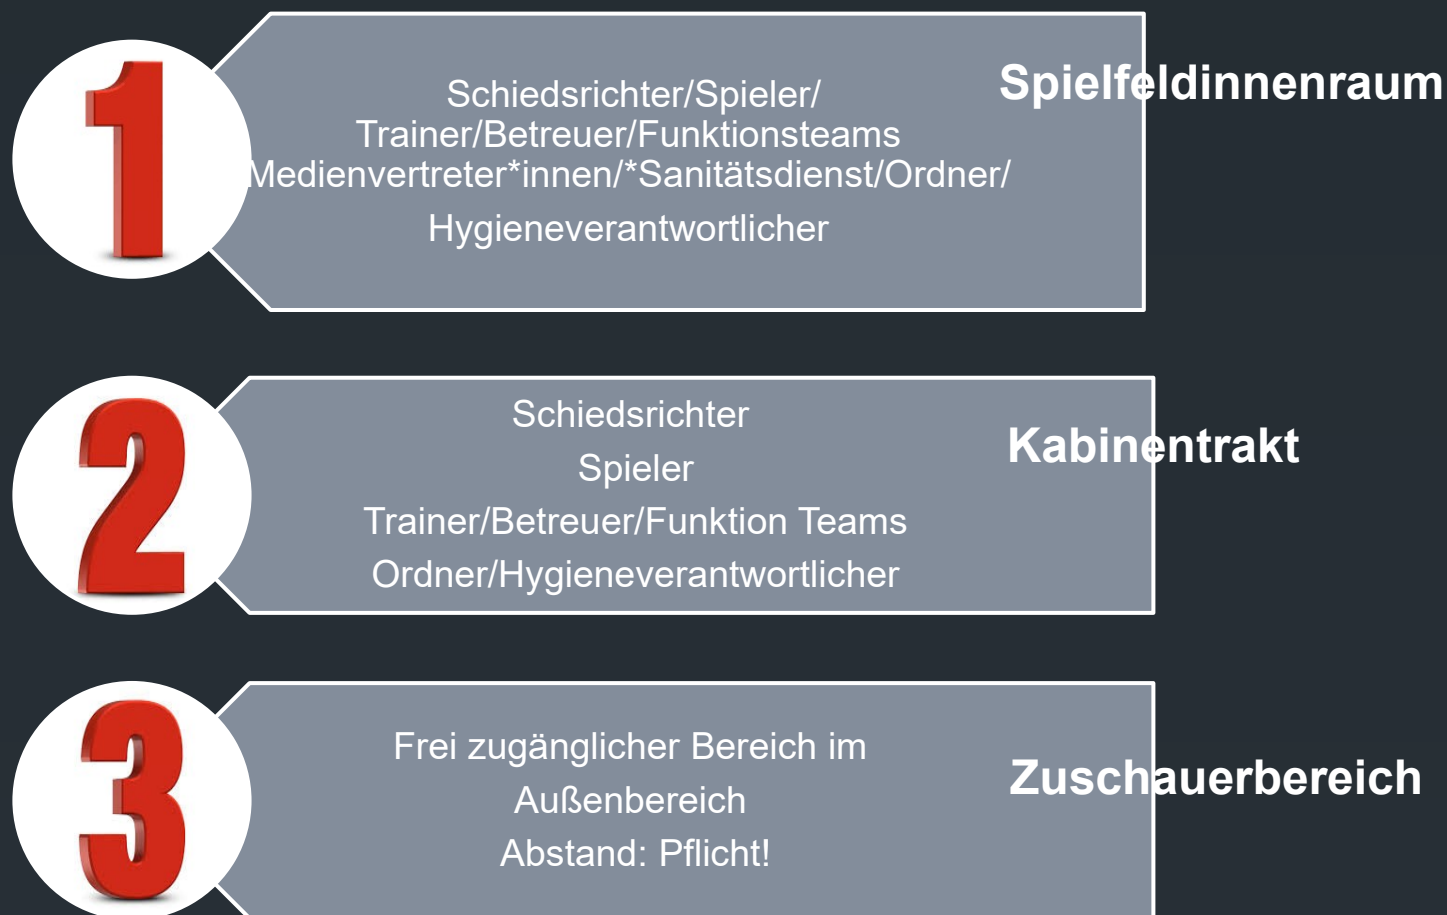 1
Spielfeldinnenraum
Schiedsrichter/Spieler/
Trainer/Betreuer/Funktionsteams
Medienvertreter*innen/*Sanitätsdienst/Ordner/
Hygieneverantwortlicher
2
Schiedsrichter
Kabinentrakt
Spieler
Trainer/Betreuer/Funktion Teams
Ordner/Hygieneverantwortlicher
3
Frei zugänglicher Bereich im
Zuschauerbereich
Außenbereich
Abstand: Pflicht!